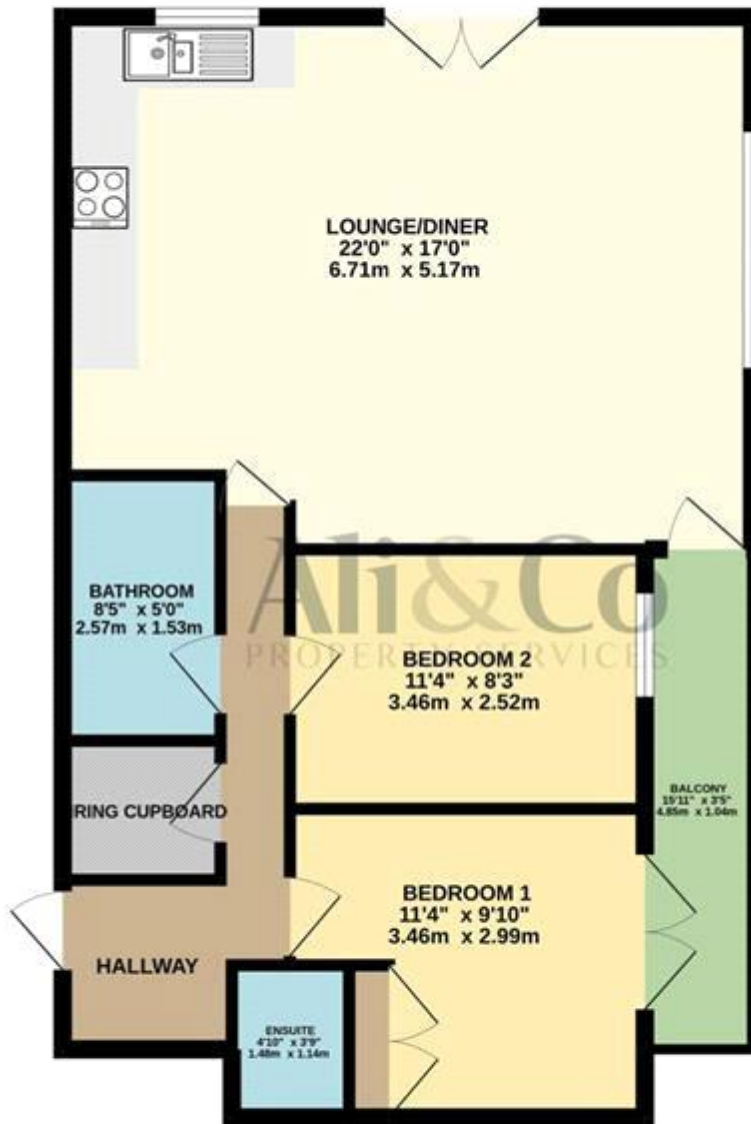 LOUNGE/DINER
22'0" x 17'0"
6.71m x 5.17m
Ali&Co
PROPERTY SERVICES
BATHROOM
8'5" x 5'0"
2.57m x 1.53m
BEDROOM 2
11'4" x 8'3"
3.46m x 2.52m
BALCONY
15'11" x 3'5"
4.85m x 1.04m
RING CUPBOARD
BEDROOM 1
11'4" x 9'10"
3.46m x 2.99m
HALLWAY
ENSUITE
4'10" x 3'9"
1.48m x 1.14m